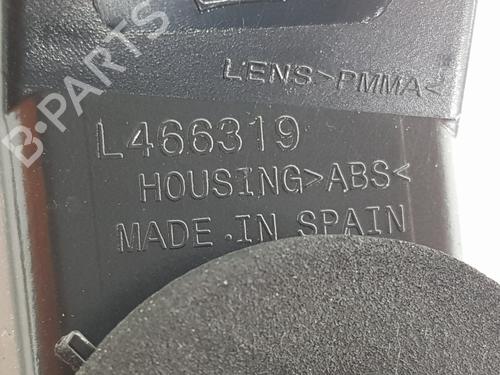 B-PARTS
LENS>PMMA<
L466319
HOUSING>ABS<
MADE.IN SPAIN